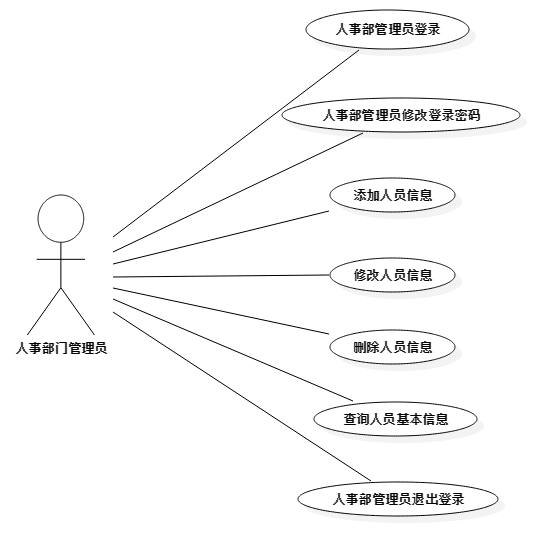 人事部管理员登录
人事部管理员修改登录密码
添加人员信息
修改人员信息
人事部门管理员
删除人员信息
查询人员基本信息
人事部管理员退出登录